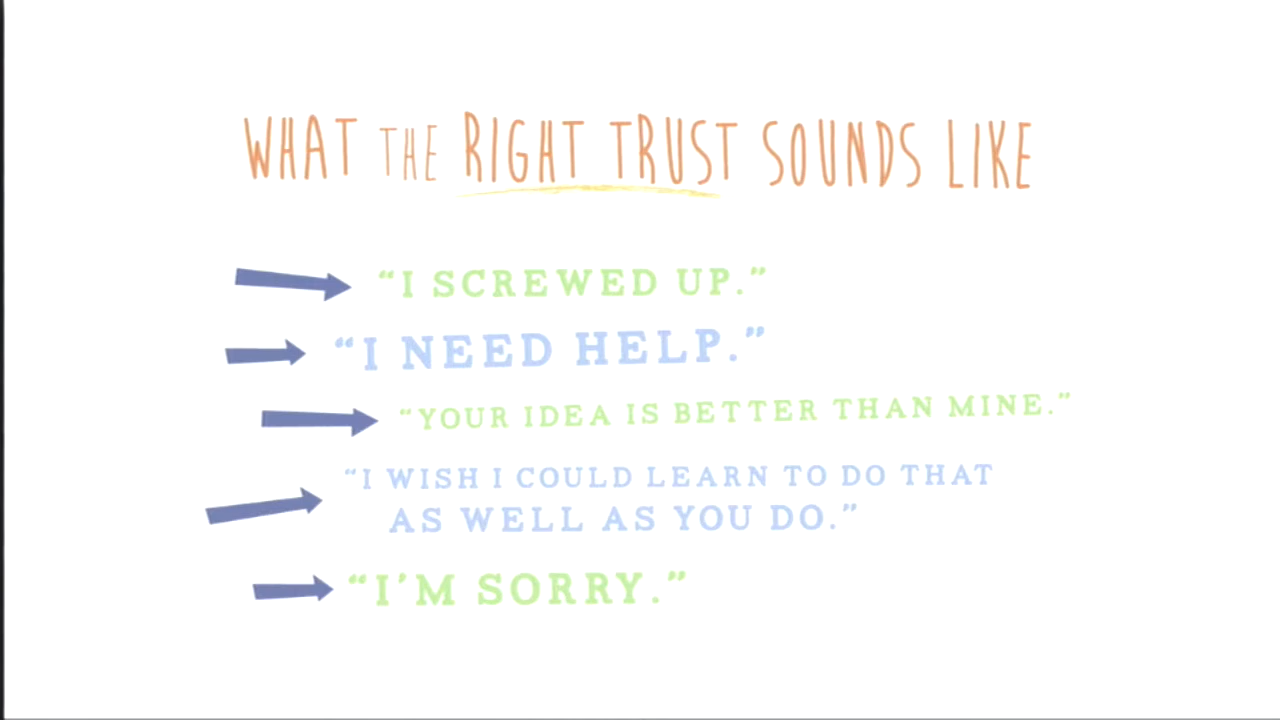 WHAT THE RIGHT TRUST SOUNDS LIKE
“I SCREWED UP.”
“I NEED HELP.”
“YOUR IDEA IS BETTER THAN MINE.”
“I WISH I COULD LEARN TO DO THAT
AS WELL AS YOU DO.”
“I’M SORRY.”